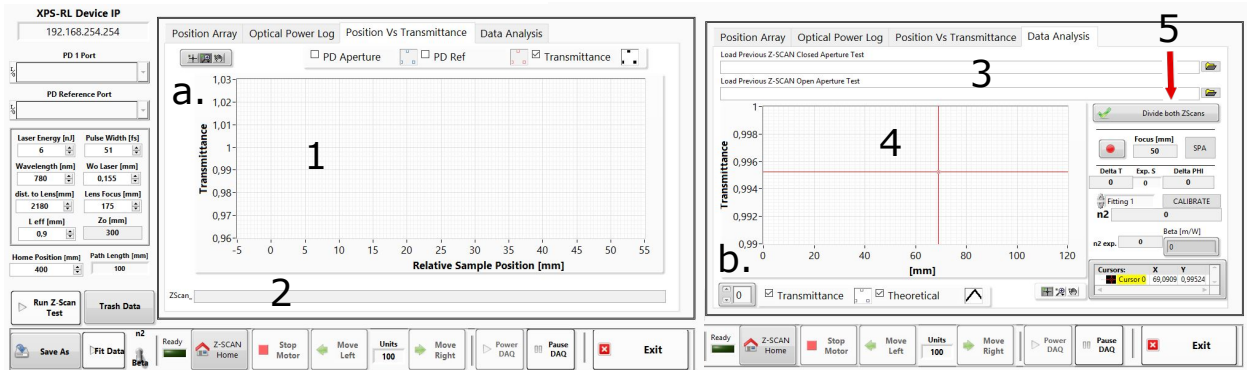 XPS-RL Device IP
192.168.254.254
PD 1 Port
PD Reference Port
Laser Energy [nJ] Pulse Width [fs]
6 51
Wavelength [nm] Wo Laser [mm]
780 0,155
dist. to Lens[mm] Lens Focus [mm]
2180 175
L eff [mm] Zo [mm]
0.9 300
Home Position [mm] Path Length [mm]
400 100
Run Z-Scan Test Trash Data
Save As Fit Data n2 Beta
Position Array Optical Power Log Position Vs Transmittance Data Analysis
PD Aperture PD Ref Transmittance
a.
1
Transmittance
1,03
1,02
1,01
1
0,99
0,98
0,97
0,96
-5 0 5 10 15 20 25 30 35 40 45 50 55
Relative Sample Position [mm]
2
ZScan_
Ready Z-SCAN Home Stop Motor Move Left Units 100 Move Right Power DAQ Pause DAQ Exit
Position Array Optical Power Log Position Vs Transmittance Data Analysis
5
Load Previous Z-SCAN Closed Aperture Test
3
Load Previous Z-SCAN Open Aperture Test
4
Transmittance
1
0,998
0,996
0,994
0,992
0,99
0 20 40 60 80 100 120
[mm]
b.
0 Transmittance Theoretical
Divide both ZScans
Focus [mm]
50 SPA
Delta T Exp. S Delta PHI
0 0 0
Fitting 1 CALIBRATE
n2 0
Beta [m/W]
n2 exp. 0 0
Cursors: X Y
Cursor 0 69,0909 0,99524
Ready Z-SCAN Home Stop Motor Move Left Units 100 Move Right Power DAQ Pause DAQ Exit